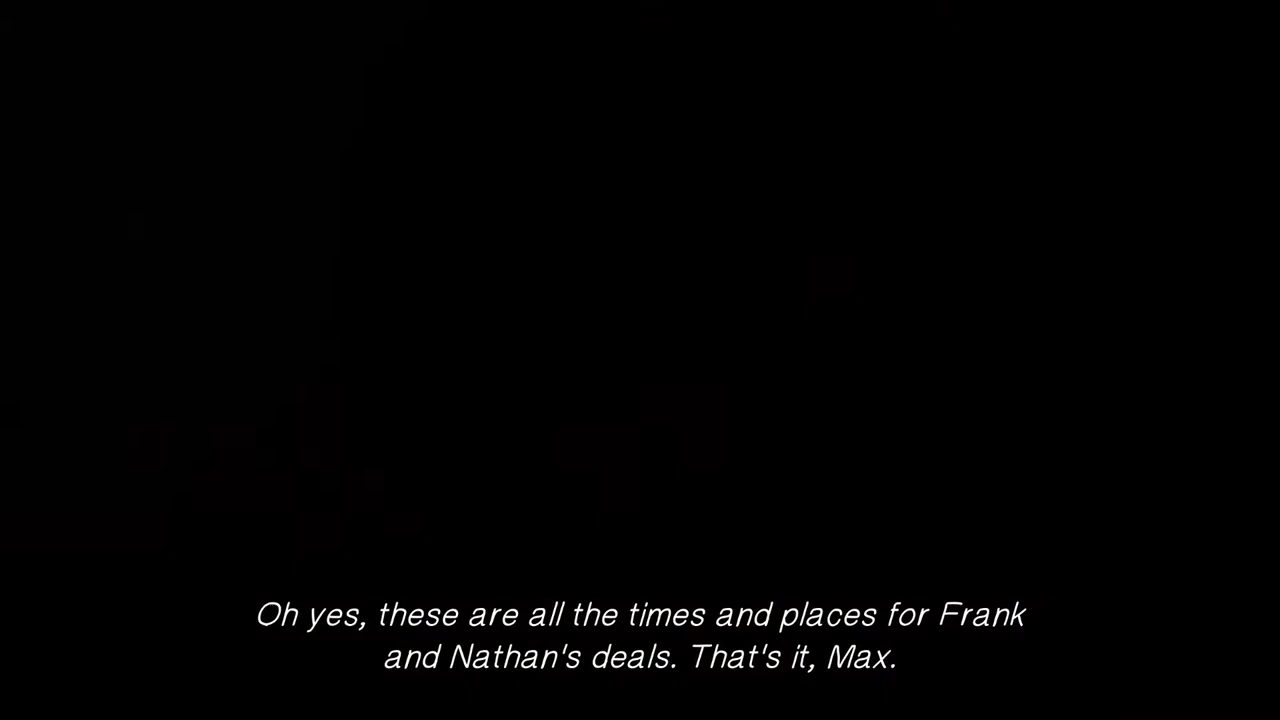 Oh yes, these are all the times and places for Frank
and Nathan's deals. That's it, Max.